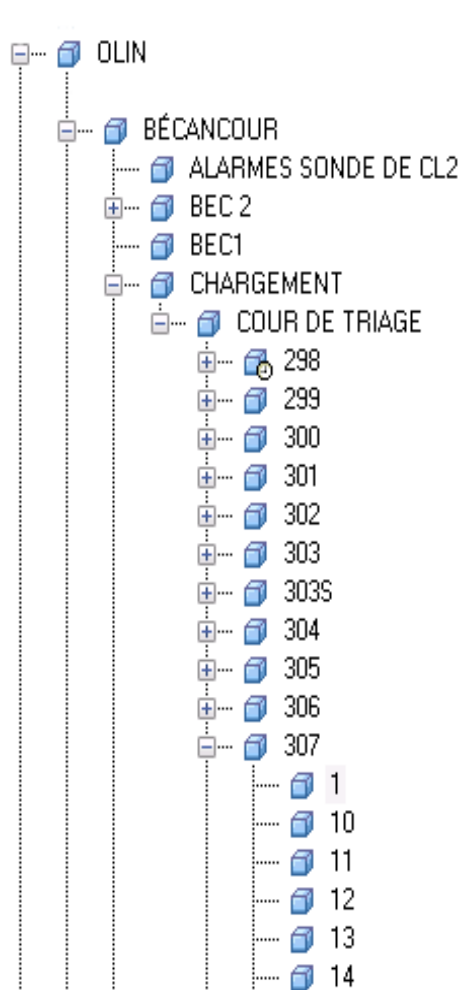 OLIN
BÉCANCOUR
ALARMES SONDE DE CL2
BEC 2
BEC1
CHARGEMENT
COUR DE TRIAGE
298
299
300
301
302
303
303S
304
305
306
307
1
10
11
12
13
14